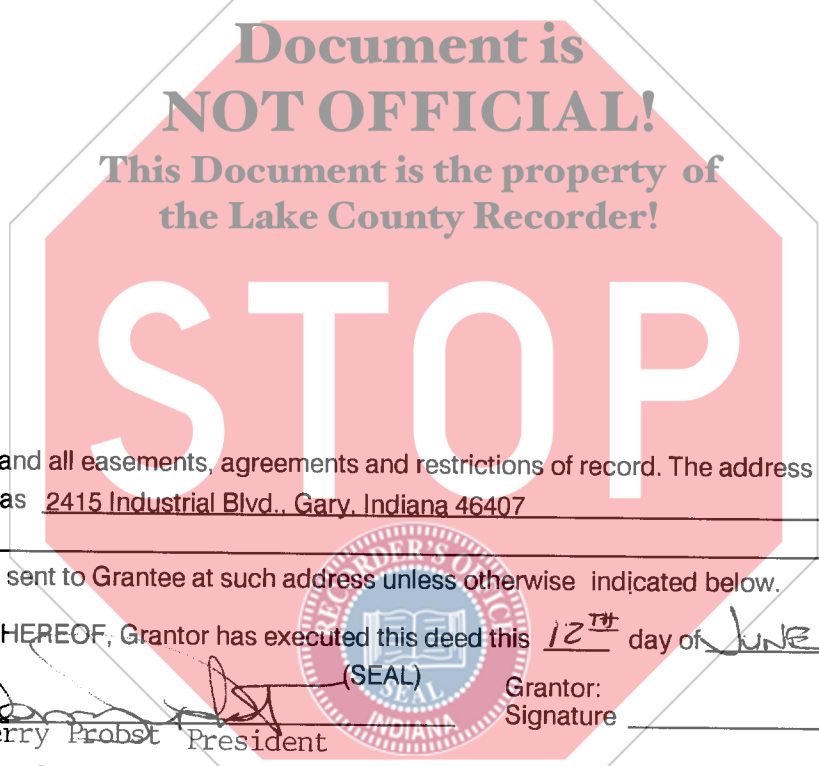 Document is
NOT OFFICIAL!
This Document is the property of
the Lake County Recorder!
STOP
and all easements, agreements and restrictions of record. The address
as 2415 Industrial Blvd., Gary, Indiana 46407
sent to Grantee at such address unless otherwise indicated below.
HEREOF, Grantor has executed this deed this 12TH day of JUNE
(SEAL)
Grantor:
Signature
erry Probst President
RECORDER'S OFFICE
SEAL
INDIANA